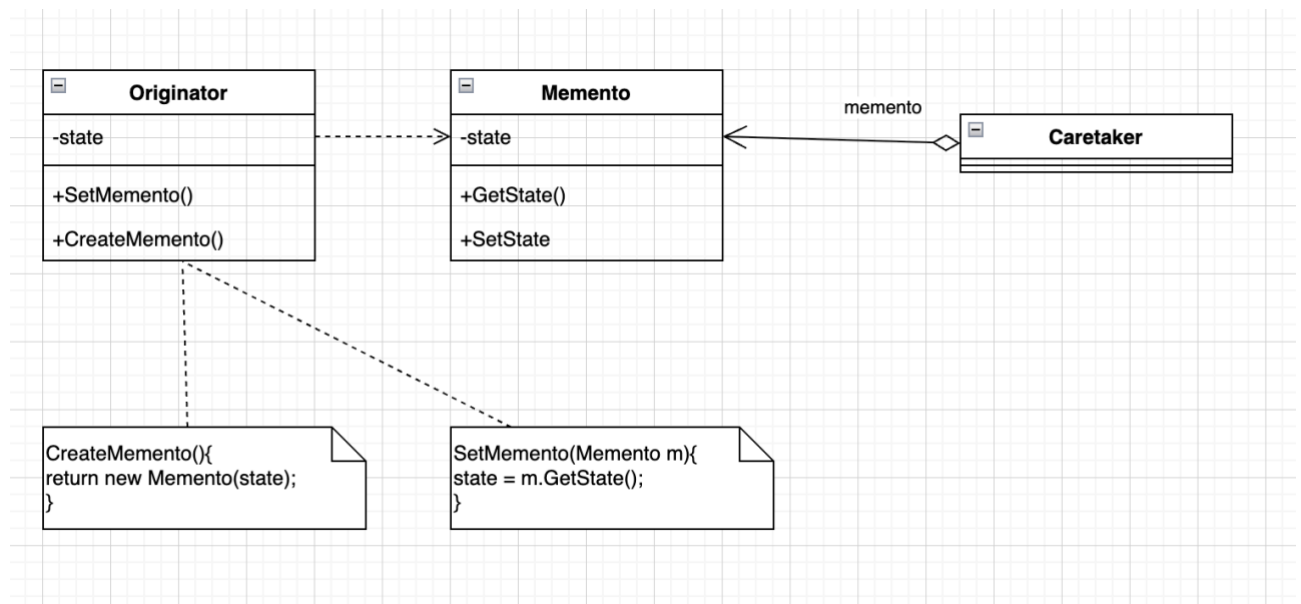 Originator
-state
+SetMemento()
+CreateMemento()
Memento
-state
+GetState()
+SetState
memento
Caretaker
CreateMemento(){
return new Memento(state);
}
SetMemento(Memento m){
state = m.GetState();
}